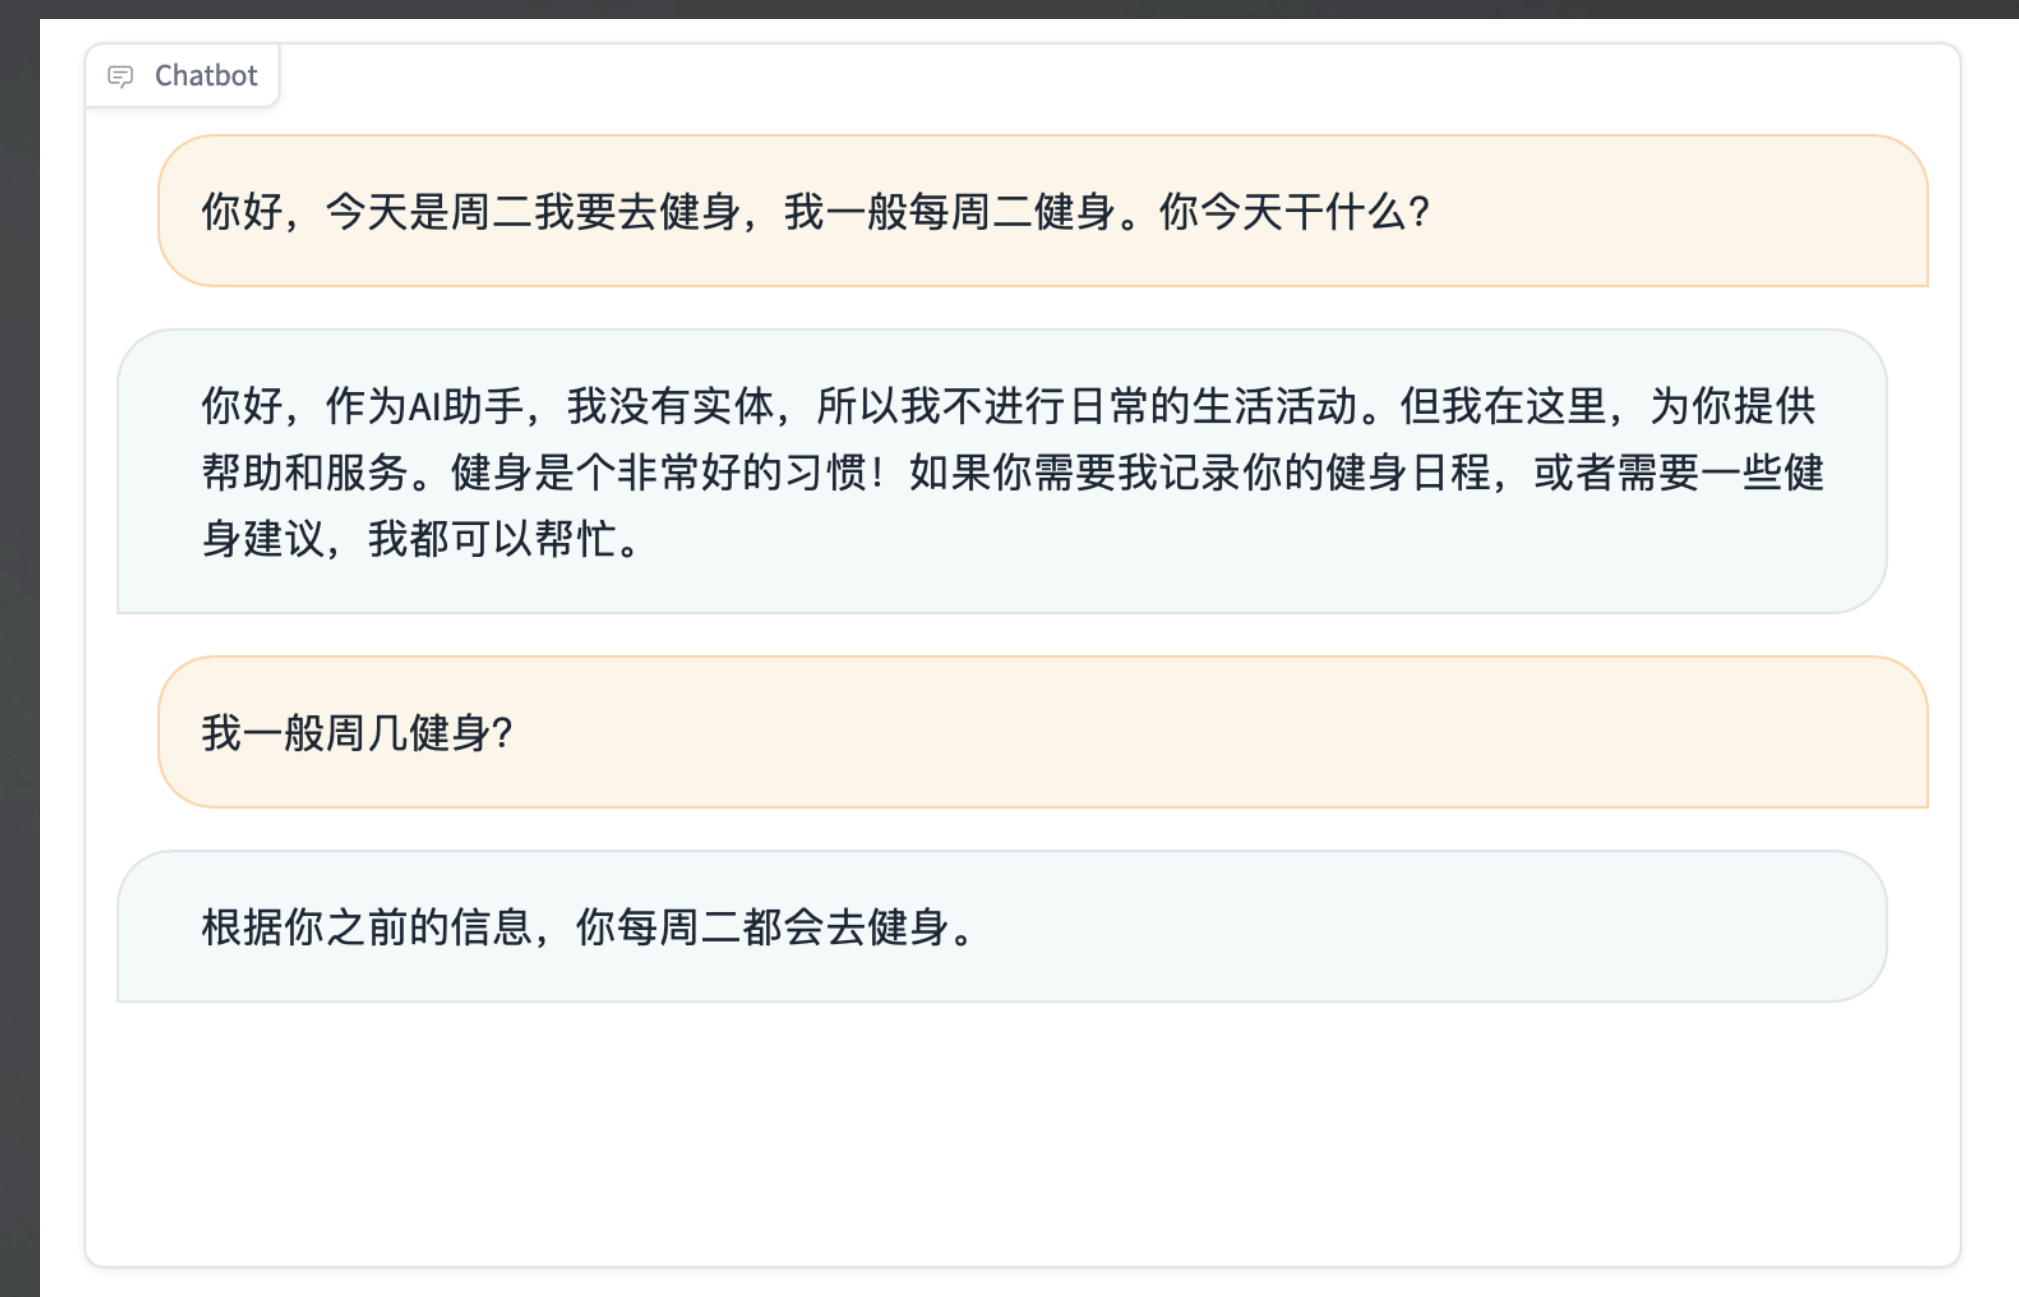 Chatbot
你好，今天是周二我要去健身，我一般每周二健身。你今天干什么？
你好，作为AI助手，我没有实体，所以我不进行日常的生活活动。但我在这里，为你提供
帮助和服务。健身是个非常好的习惯！如果你需要我记录你的健身日程，或者需要一些健
身建议，我都可以帮忙。
我一般周几健身?
根据你之前的信息，你每周二都会去健身。